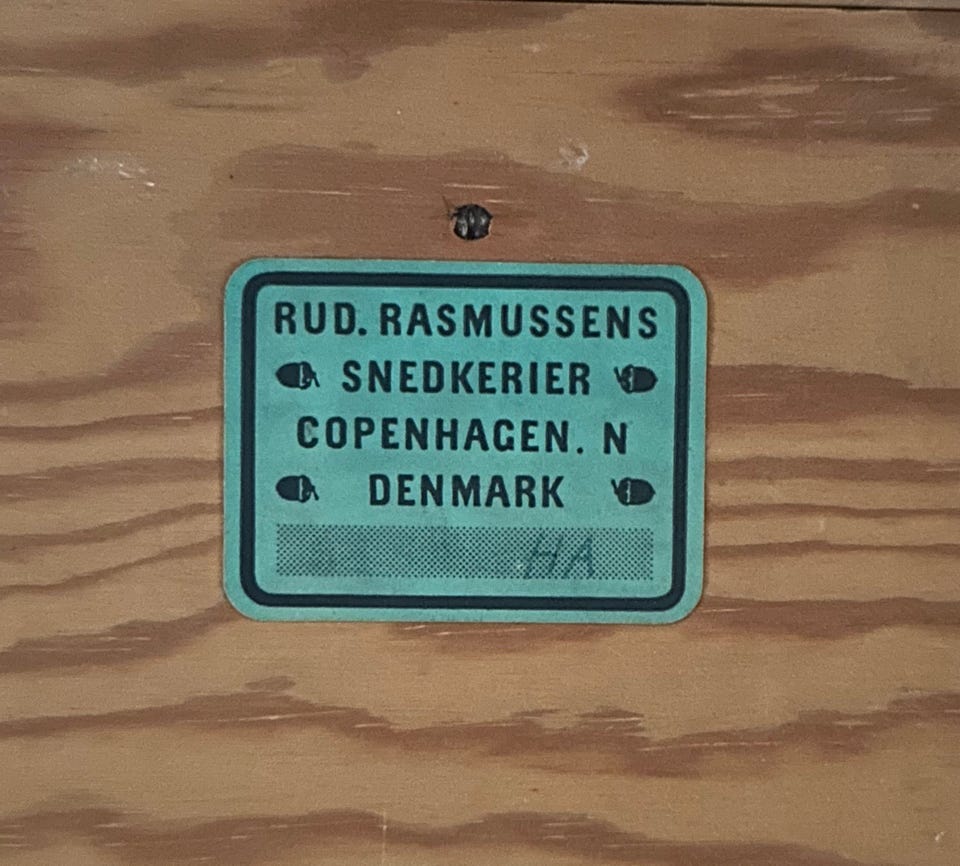 RUD. RASMUSSENS
SNEDKERIER
COPENHAGEN. N
DENMARK
HA